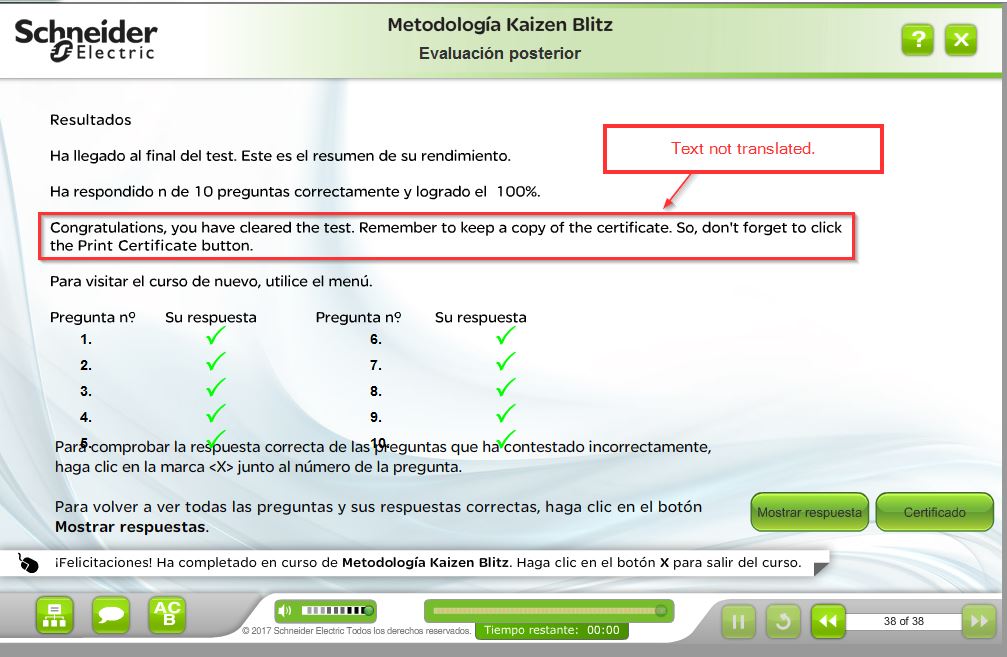 Schneider
Electric
Metodología Kaizen Blitz
Evaluación posterior
? X
Resultados
Ha llegado al final del test. Este es el resumen de su rendimiento.
Text not translated.
Ha respondido n de 10 preguntas correctamente y logrado el 100%.
Congratulations, you have cleared the test. Remember to keep a copy of the certificate. So, don't forget to click
the Print Certificate button.
Para visitar el curso de nuevo, utilice el menú.
Pregunta nº Su respuesta Pregunta nº Su respuesta
1. ✓ 6. ✓
2. ✓ 7. ✓
3. ✓ 8. ✓
4. ✓ 9. ✓
5. ✓ 10. ✓
Para comprobar la respuesta correcta de las preguntas que ha contestado incorrectamente,
haga clic en la marca <X> junto al número de la pregunta.
Para volver a ver todas las preguntas y sus respuestas correctas, haga clic en el botón
Mostrar respuestas.
Mostrar respuesta Certificado
¡Felicitaciones! Ha completado en curso de Metodología Kaizen Blitz. Haga clic en el botón X para salir del curso.
AC
B
© 2017 Schneider Electric Todos los derechos reservados.
Tiempo restante: 00:00
38 of 38